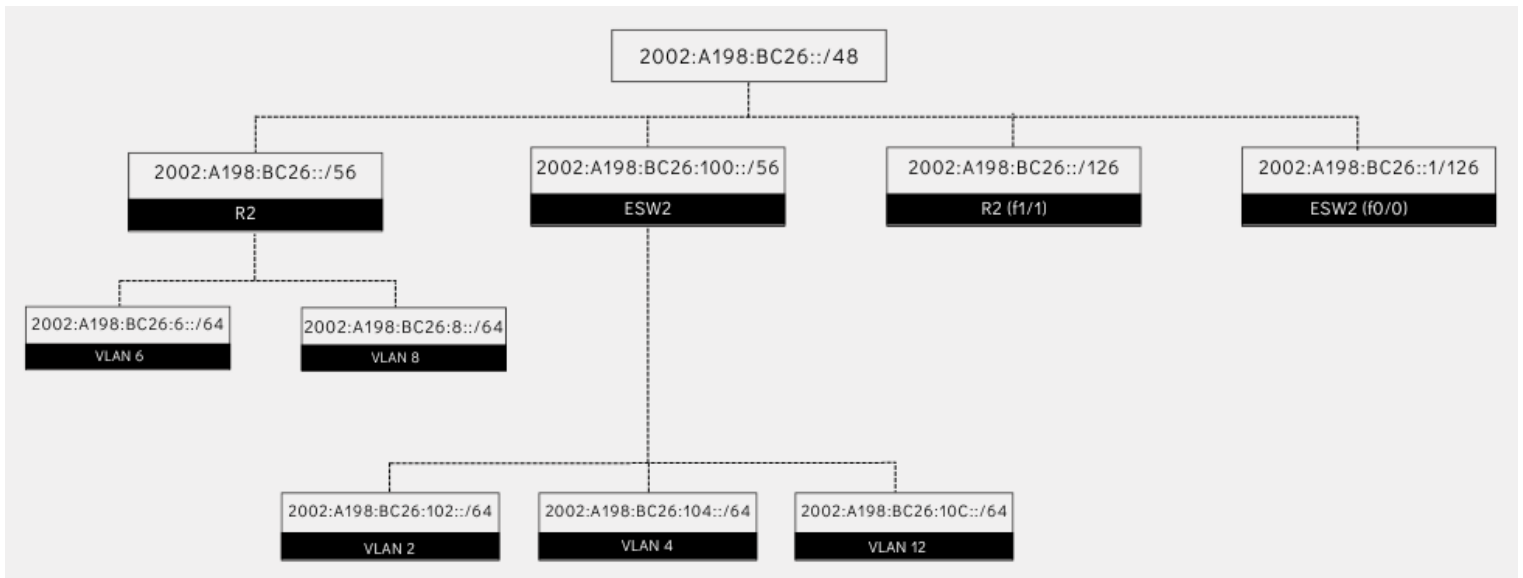 2002:A198:BC26::/48
2002:A198:BC26::/56
R2
2002:A198:BC26:100::/56
ESW2
2002:A198:BC26::/126
R2 (f1/1)
2002:A198:BC26::1/126
ESW2 (f0/0)
2002:A198:BC26:6::/64
VLAN 6
2002:A198:BC26:8::/64
VLAN 8
2002:A198:BC26:102::/64
VLAN 2
2002:A198:BC26:104::/64
VLAN 4
2002:A198:BC26:10C::/64
VLAN 12